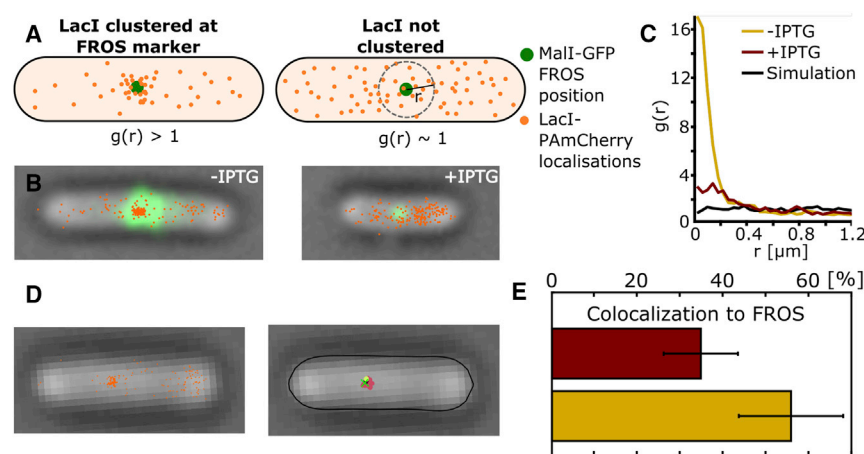 A
LacI clustered at
FROS marker
LacI not
clustered
r
g(r) > 1
g(r) ~ 1
MalI-GFP
FROS
position
LacI-
PAmCherry
localisations
B
-IPTG
+IPTG
C
-IPTG
+IPTG
Simulation
g(r)
16
12
8
4
0
0
0.4
0.8
1.2
r [µm]
D
E
0
20
40
60
[%]
Colocalization to FROS